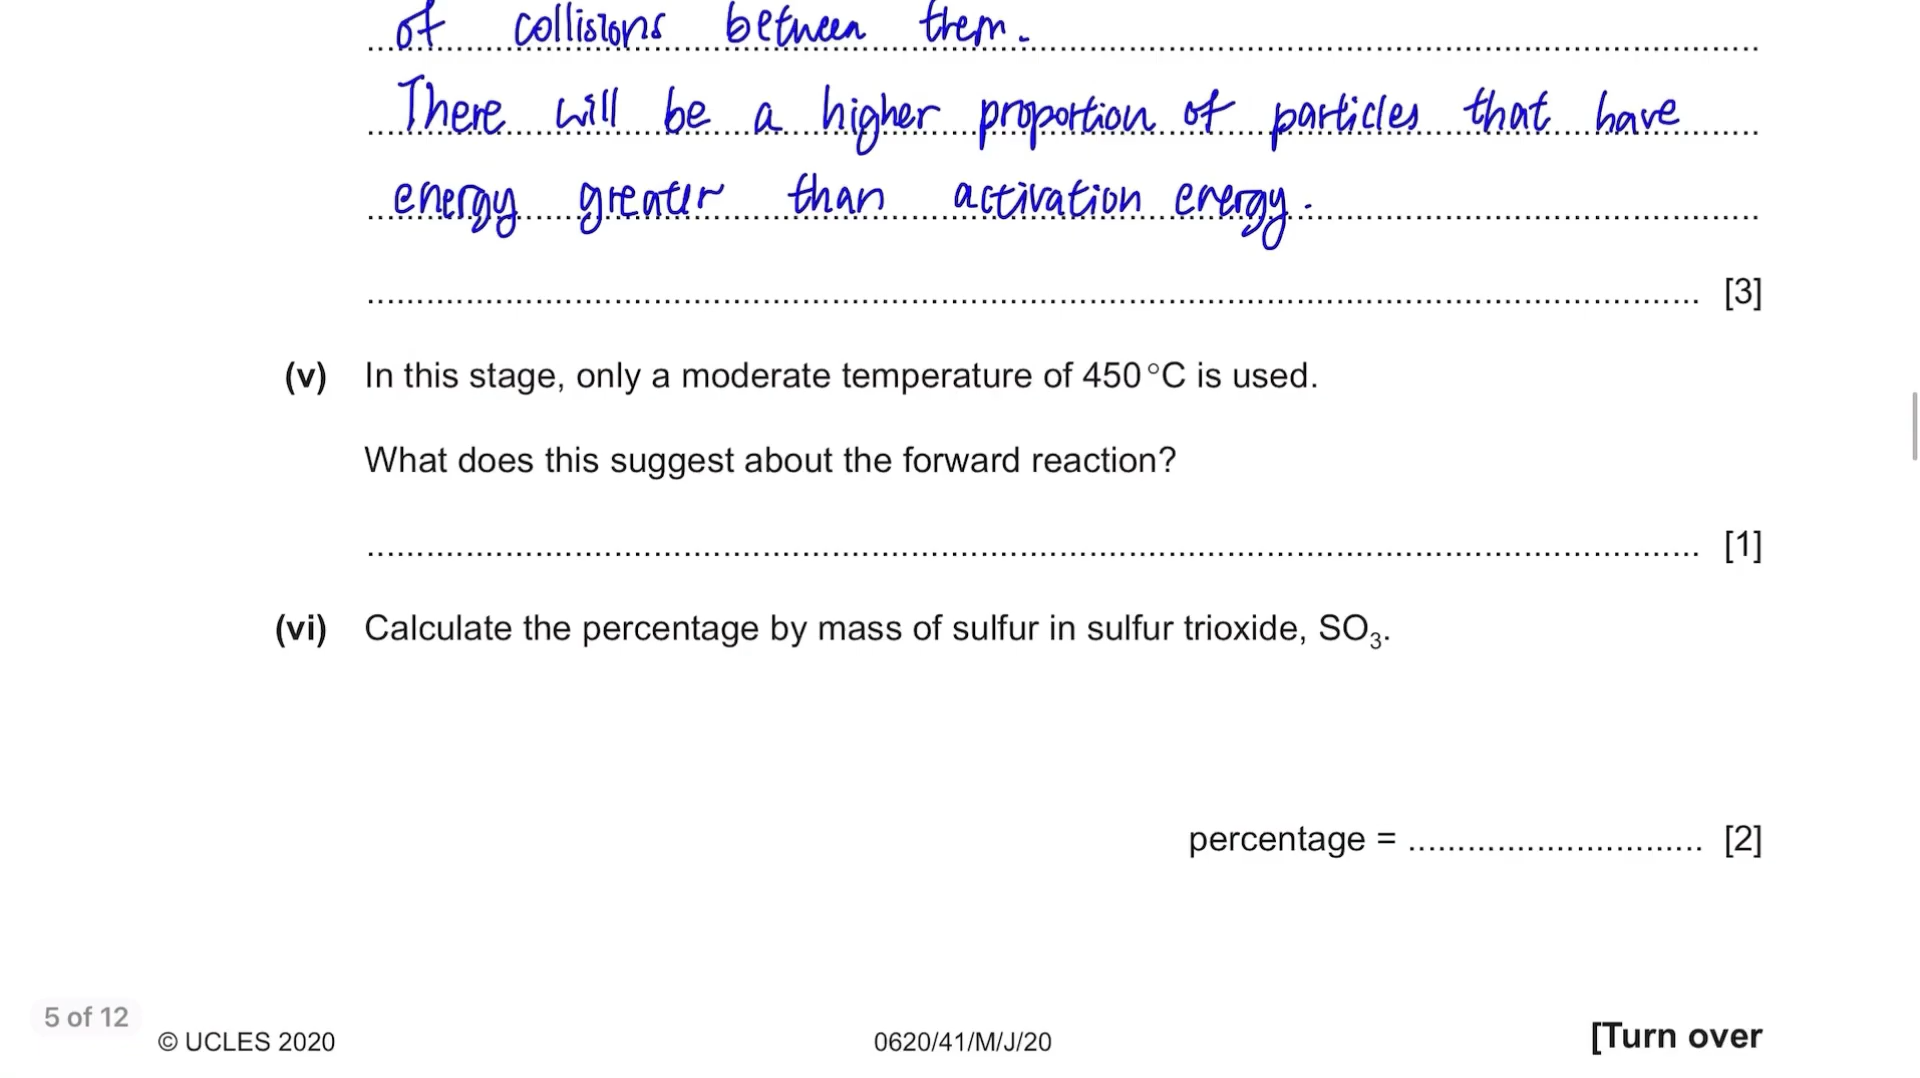 of collisions between them.
There will be a higher proportion of particles that have
energy greater than activation energy.
[3]
(v) In this stage, only a moderate temperature of 450 °C is used.
What does this suggest about the forward reaction?
[1]
(vi) Calculate the percentage by mass of sulfur in sulfur trioxide, SO₃.
percentage = .............................. [2]
5 of 12
© UCLES 2020 0620/41/M/J/20 [Turn over